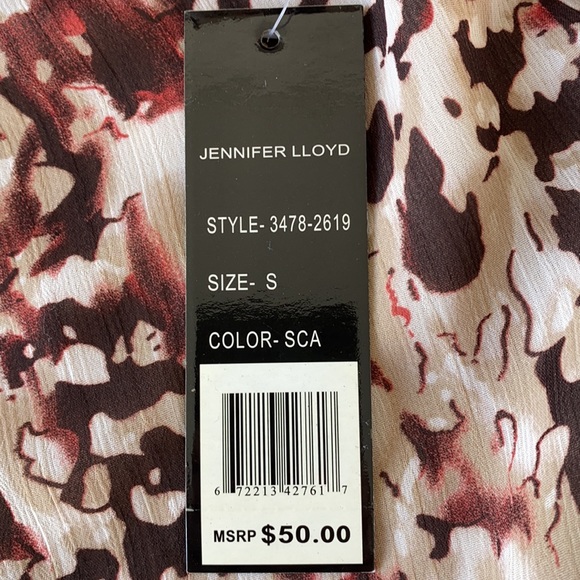 JENNIFER LLOYD
STYLE- 3478-2619
SIZE- S
COLOR- SCA
6 72213 42761 7
MSRP $50.00